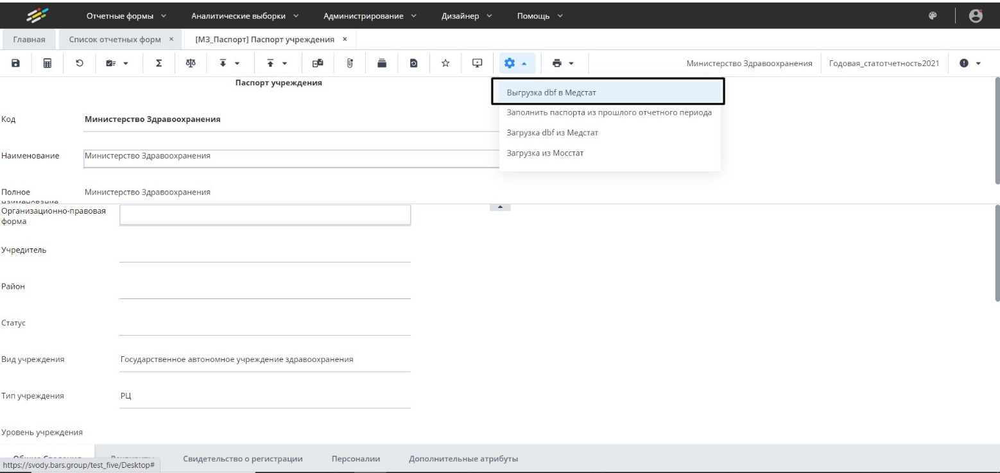 Отчетные формы Аналитические выборки Администрирование Дизайнер Помощь
Главная Список отчетных форм × [МЗ_Паспорт] Паспорт учреждения ×
Министерство Здравоохранения Годовая_статотчетность2021
Паспорт учреждения
Выгрузка dbf в Медстат
Заполнить паспорта из прошлого отчетного периода
Загрузка dbf из Медстат
Загрузка из Мосстат
Код Министерство Здравоохранения
Наименование Министерство Здравоохранения
Полное Министерство Здравоохранения
наименование
Организационно-правовая
форма
Учредитель
Район
Статус
Вид учреждения Государственное автономное учреждение здравоохранения
Тип учреждения РЦ
Уровень учреждения
Общие Сведения Реквизиты Свидетельство о регистрации Персоналии Дополнительные атрибуты
https://svody.bars.group/test_five/Desktop#